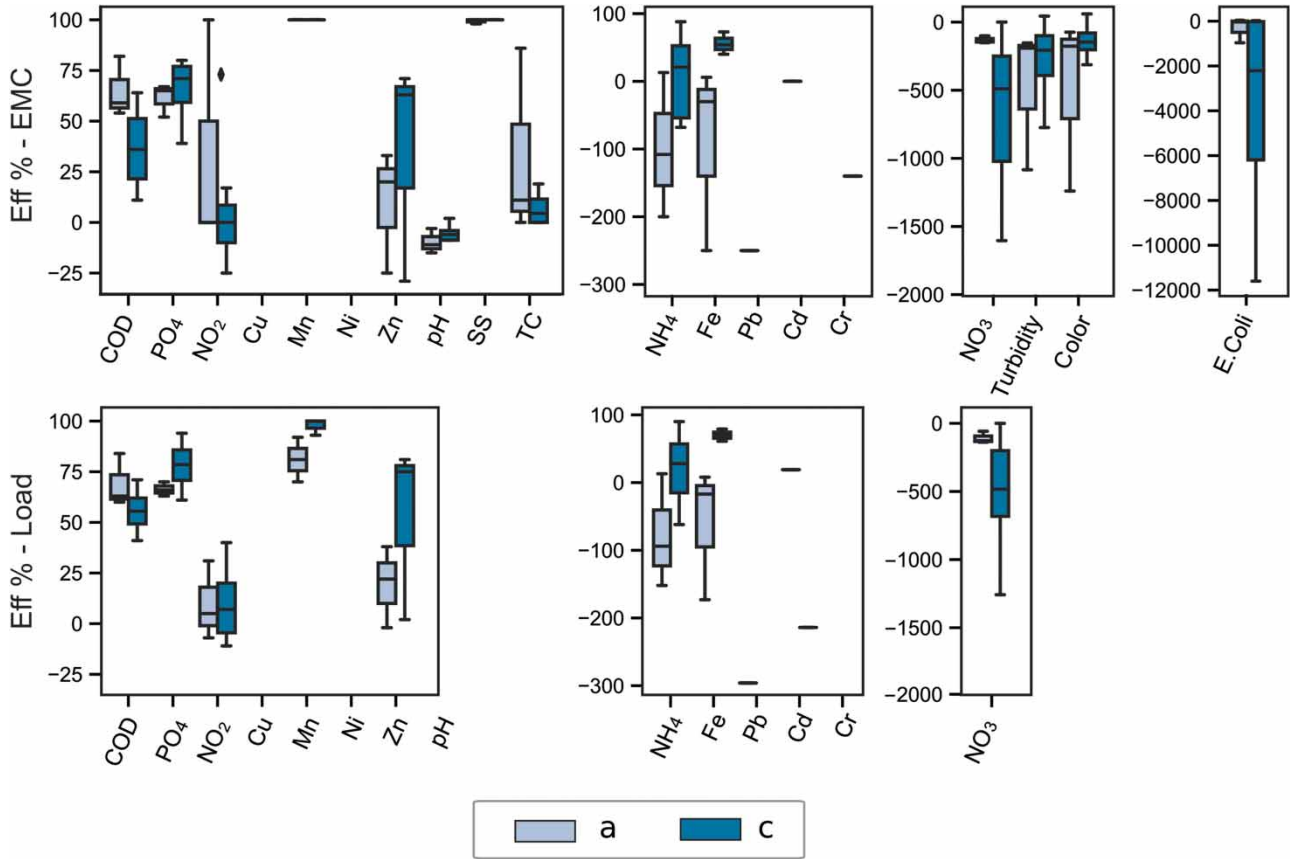 Eff % - EMC
100
75
50
25
0
−25
COD
PO4
NO2
Cu
Mn
Ni
Zn
pH
SS
TC
100
0
−100
−200
−300
NH4
Fe
Pb
Cd
Cr
0
−500
−1000
−1500
−2000
NO3
Turbidity
Color
0
−2000
−4000
−6000
−8000
−10000
−12000
E.Coli
Eff % - Load
100
75
50
25
0
−25
COD
PO4
NO2
Cu
Mn
Ni
Zn
pH
100
0
−100
−200
−300
NH4
Fe
Pb
Cd
Cr
0
−500
−1000
−1500
−2000
NO3
a
c